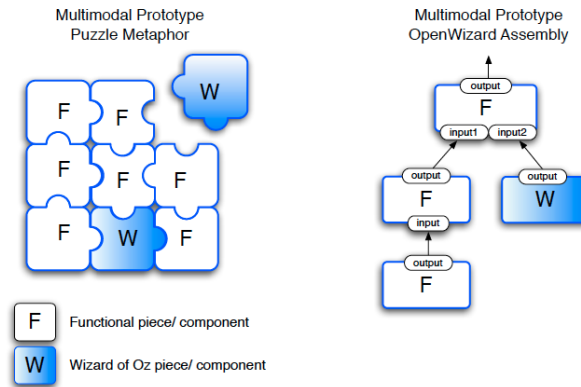 Multimodal Prototype
Puzzle Metaphor
W
F F
F F F
F W F
F Functional piece/ component
W Wizard of Oz piece/ component
Multimodal Prototype
OpenWizard Assembly
output
F
input1 input2
output output
F W
input
output
F